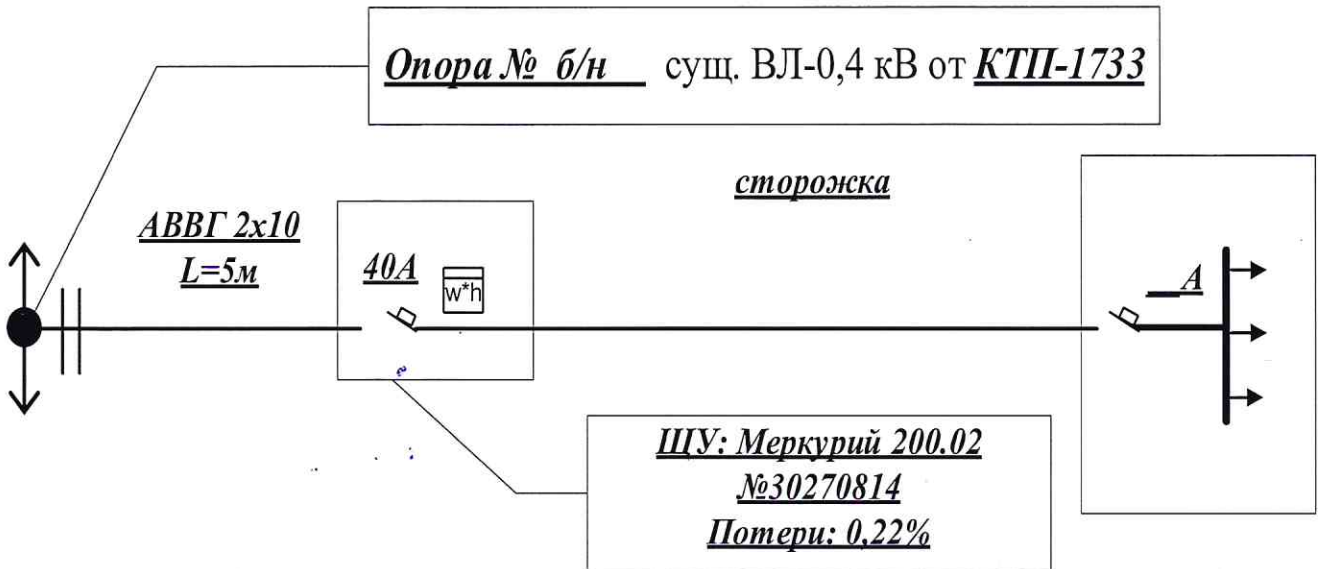 Опора № б/н сущ. ВЛ-0,4 кВ от КТП-1733
сторожка
АВВГ 2х10
L=5м
40А
w*h
__А
ЩУ: Меркурий 200.02
№30270814
Потери: 0,22%